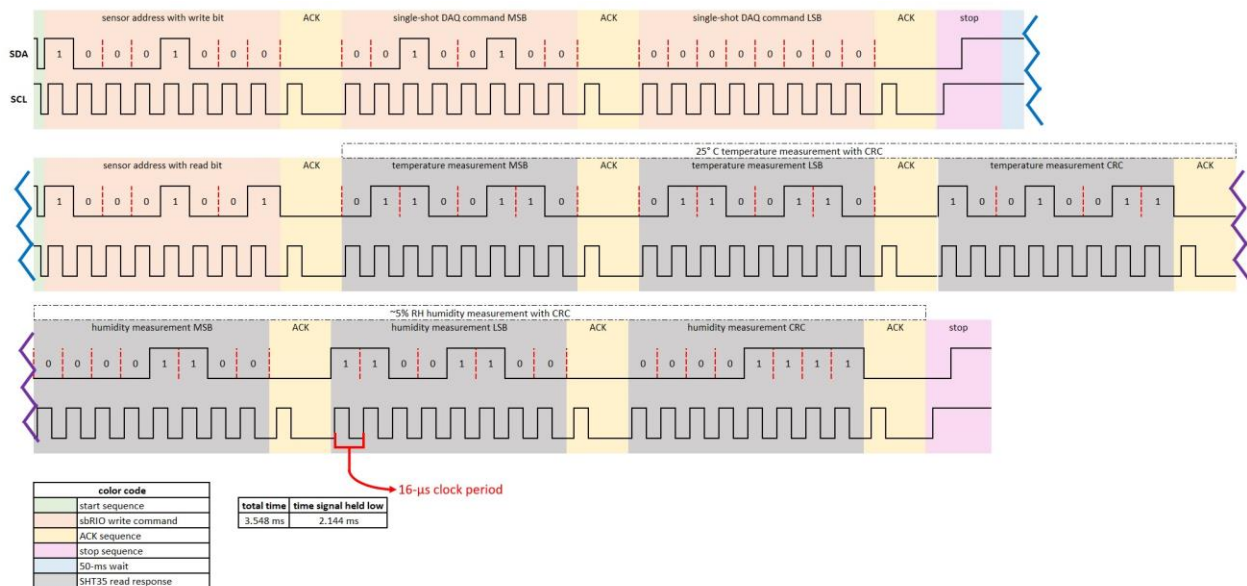 sensor address with write bit ACK single-shot DAQ command MSB ACK single-shot DAQ command LSB ACK stop
SDA 1 0 0 0 1 0 0 0 0 0 1 0 0 1 0 0 0 0 0 0 0 0 0 0
SCL
25° C temperature measurement with CRC
sensor address with read bit ACK temperature measurement MSB ACK temperature measurement LSB ACK temperature measurement CRC ACK
1 0 0 0 1 0 0 1 0 1 1 0 0 1 1 0 0 1 1 0 0 1 1 0 1 0 0 1 0 0 1 1
~5% RH humidity measurement with CRC
humidity measurement MSB ACK humidity measurement LSB ACK humidity measurement CRC ACK stop
0 0 0 0 1 1 0 0 1 1 0 0 1 1 0 0 0 0 0 0 1 1 1 1
16-μs clock period
color code
start sequence
sbRIO write command
ACK sequence
stop sequence
50-ms wait
SHT35 read response
total time time signal held low
3.548 ms 2.144 ms